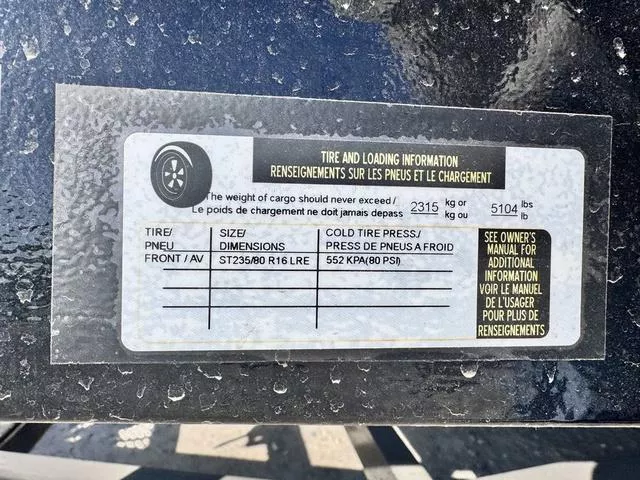 TIRE AND LOADING INFORMATION
RENSEIGNEMENTS SUR LES PNEUS ET LE CHARGEMENT
The weight of cargo should never exceed /
Le poids de chargement ne doit jamais depass
2315 kg or
kg ou
5104 lbs
lb
TIRE/
PNEU
SIZE/
DIMENSIONS
COLD TIRE PRESS./
PRESS DE PNEUS A FROID
FRONT / AV
ST235/80 R16 LRE
552 KPA(80 PSI)
SEE OWNER'S
MANUAL FOR
ADDITIONAL
INFORMATION
VOIR LE MANUEL
DE L'USAGER
POUR PLUS DE
RENSEIGNEMENTS